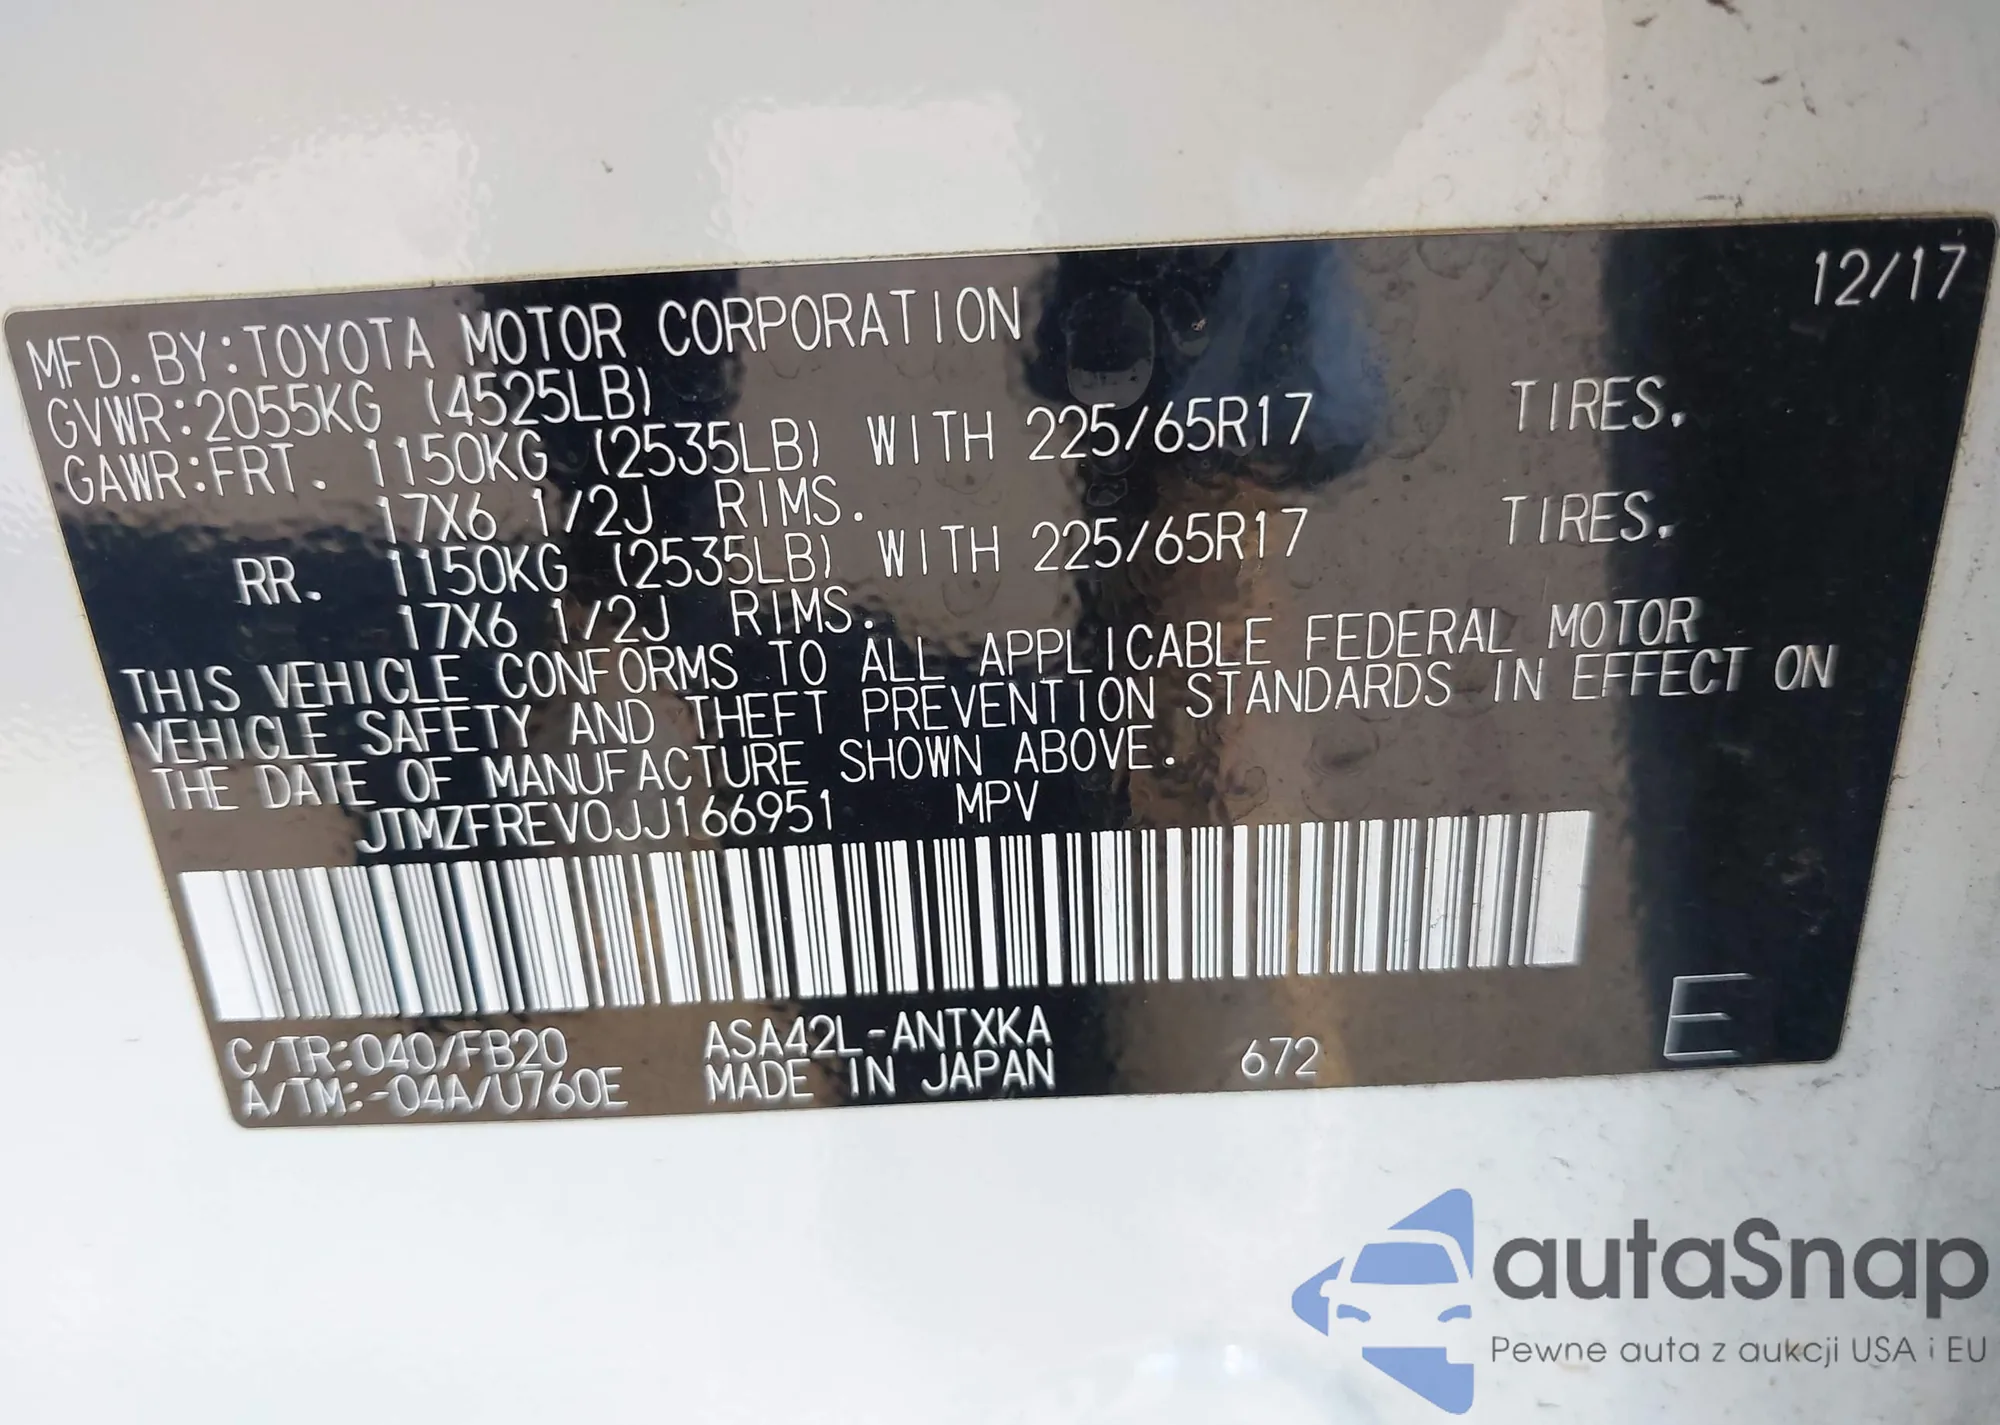 12/17
MFD. BY:TOYOTA MOTOR CORPORATION
GVWR:2055KG (4525LB)
GAWR:FRT. 1150KG (2535LB) WITH 225/65R17 TIRES.
17X6 1/2J RIMS.
RR. 1150KG (2535LB) WITH 225/65R17 TIRES.
17X6 1/2J RIMS.
THIS VEHICLE CONFORMS TO ALL APPLICABLE FEDERAL MOTOR
VEHICLE SAFETY AND THEFT PREVENTION STANDARDS IN EFFECT ON
THE DATE OF MANUFACTURE SHOWN ABOVE.
JTMZFREV0JJ166951 MPV
C/TR:040/FB20 ASA42L-ANTXKA
A/TM:-04A/U760E MADE IN JAPAN 672 E
autaSnap
Pewne auta z aukcji USA i EU